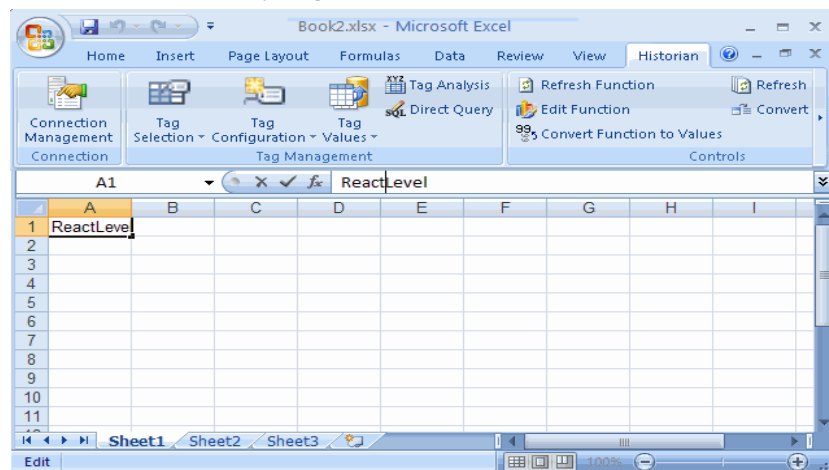 Book2.xlsx - Microsoft Excel
Home Insert Page Layout Formulas Data Review View Historian
Connection Management
Tag Selection
Tag Configuration
Tag Values
XYZ Tag Analysis
SQL Direct Query
Refresh Function
Edit Function
Convert Function to Values
Refresh
Convert
Connection Tag Management Controls
A1 fx ReactLevel
A B C D E F G H I
1 ReactLeve
2
3
4
5
6
7
8
9
10
11
Sheet1 Sheet2 Sheet3
Edit 100%